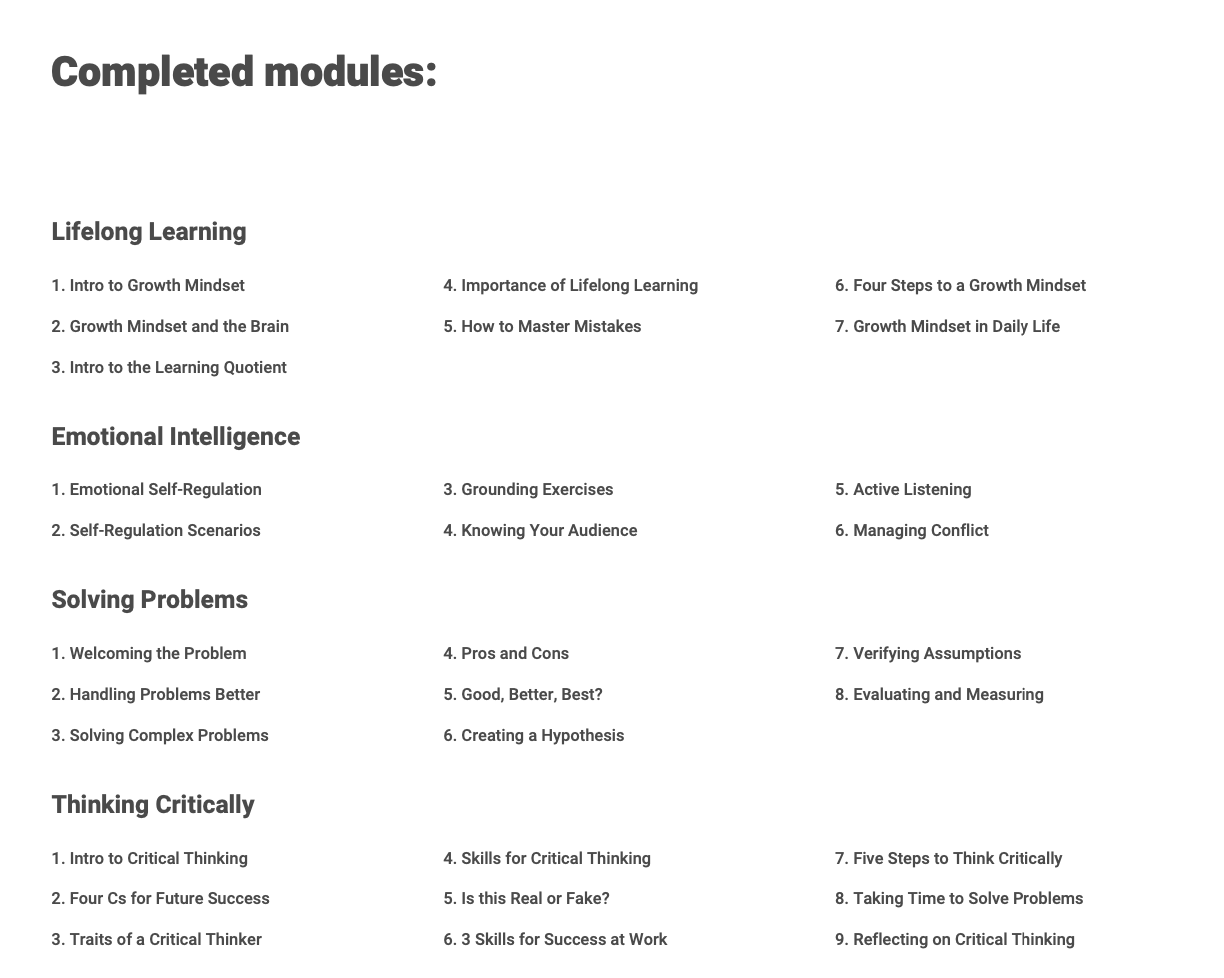 Completed modules:
Lifelong Learning
1. Intro to Growth Mindset
2. Growth Mindset and the Brain
3. Intro to the Learning Quotient
4. Importance of Lifelong Learning
5. How to Master Mistakes
6. Four Steps to a Growth Mindset
7. Growth Mindset in Daily Life
Emotional Intelligence
1. Emotional Self-Regulation
2. Self-Regulation Scenarios
3. Grounding Exercises
4. Knowing Your Audience
5. Active Listening
6. Managing Conflict
Solving Problems
1. Welcoming the Problem
2. Handling Problems Better
3. Solving Complex Problems
4. Pros and Cons
5. Good, Better, Best?
6. Creating a Hypothesis
7. Verifying Assumptions
8. Evaluating and Measuring
Thinking Critically
1. Intro to Critical Thinking
2. Four Cs for Future Success
3. Traits of a Critical Thinker
4. Skills for Critical Thinking
5. Is this Real or Fake?
6. 3 Skills for Success at Work
7. Five Steps to Think Critically
8. Taking Time to Solve Problems
9. Reflecting on Critical Thinking